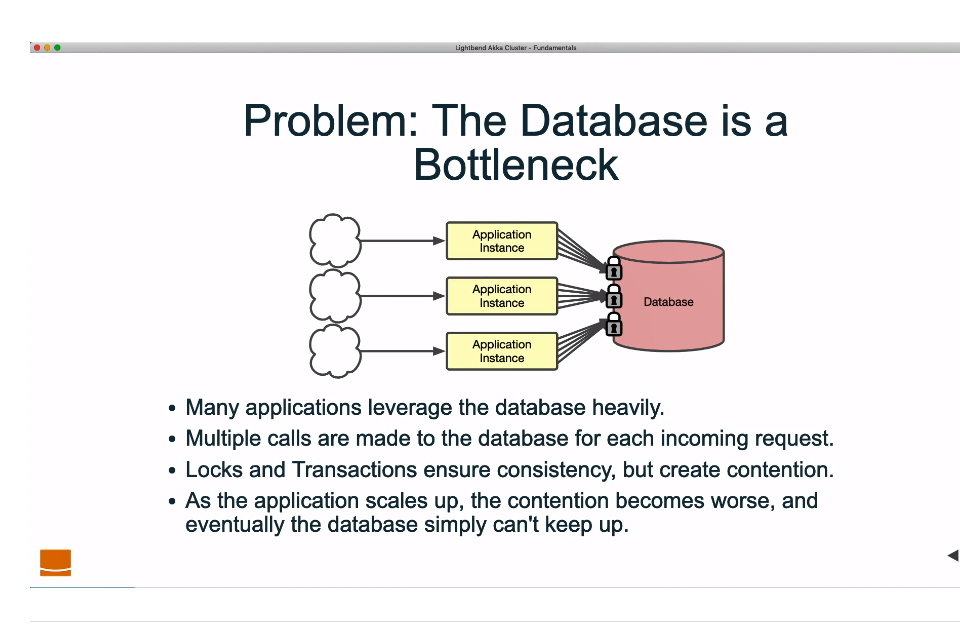 Lightbend Akka Cluster - Fundamentals
Problem: The Database is a
Bottleneck
Application
Instance
Application
Instance
Application
Instance
Database
• Many applications leverage the database heavily.
• Multiple calls are made to the database for each incoming request.
• Locks and Transactions ensure consistency, but create contention.
• As the application scales up, the contention becomes worse, and
eventually the database simply can't keep up.